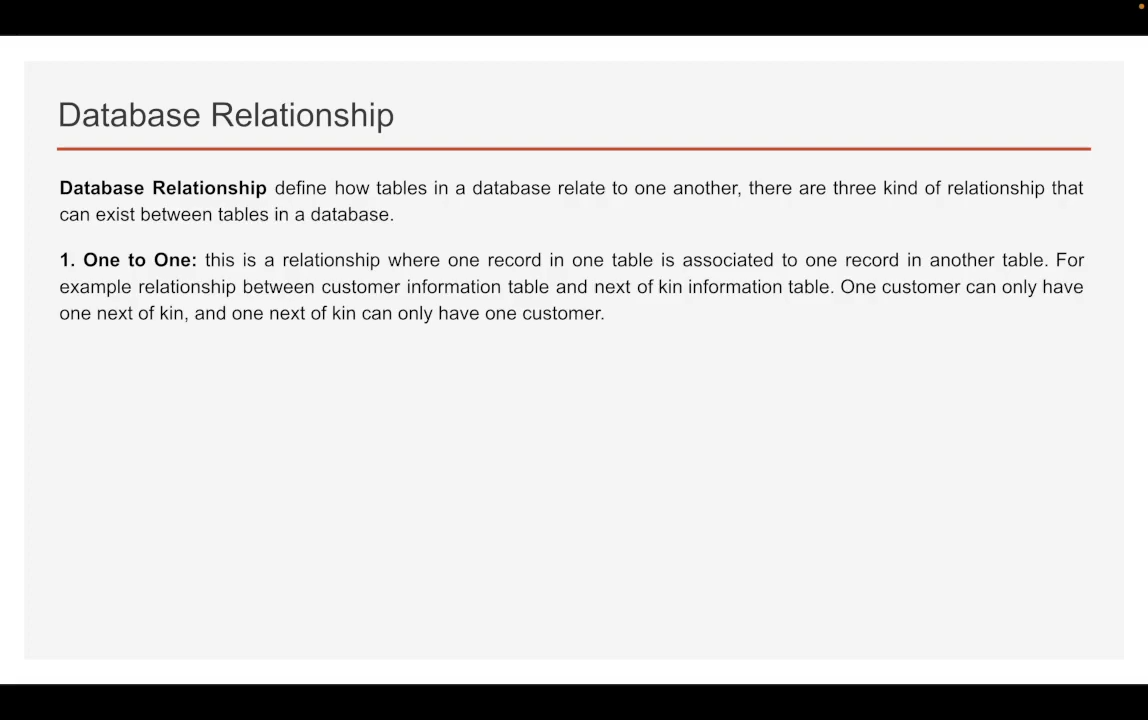 Database Relationship
Database Relationship define how tables in a database relate to one another, there are three kind of relationship that
can exist between tables in a database.
1. One to One: this is a relationship where one record in one table is associated to one record in another table. For
example relationship between customer information table and next of kin information table. One customer can only have
one next of kin, and one next of kin can only have one customer.